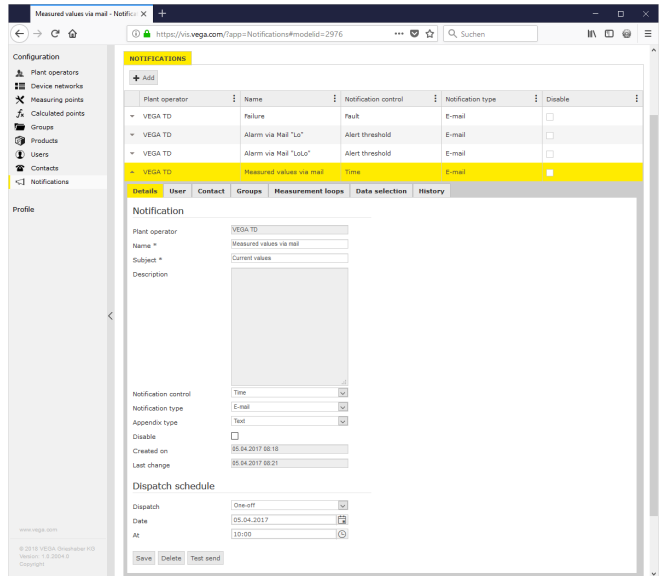 Measured values via mail - Notific
https://vis.vega.com/?app=Notifications#modelid=2976
Suchen
Configuration
Plant operators
Device networks
Measuring points
Calculated points
Groups
Products
Users
Contacts
Notifications
Profile
www.vega.com
Copyright
NOTIFICATIONS
Add
Plant operator Name Notification control Notification type Disable
VEGA TD Failure Fault E-mail
VEGA TD Alarm via Mail "Lo" Alert threshold E-mail
VEGA TD Alarm via Mail "LoLo" Alert threshold E-mail
VEGA TD Measured values via mail Time E-mail
Details User Contact Groups Measurement loops Data selection History
Notification
Plant operator VEGA TD
Name * Measured values via mail
Subject * Current values
Description
Notification control Time
Notification type E-mail
Appendix type Text
Disable
Created on 05.04.2017 08:18
Last change 05.04.2017 08:21
Dispatch schedule
Dispatch One-off
Date 05.04.2017
At 10:00
Save Delete Test send